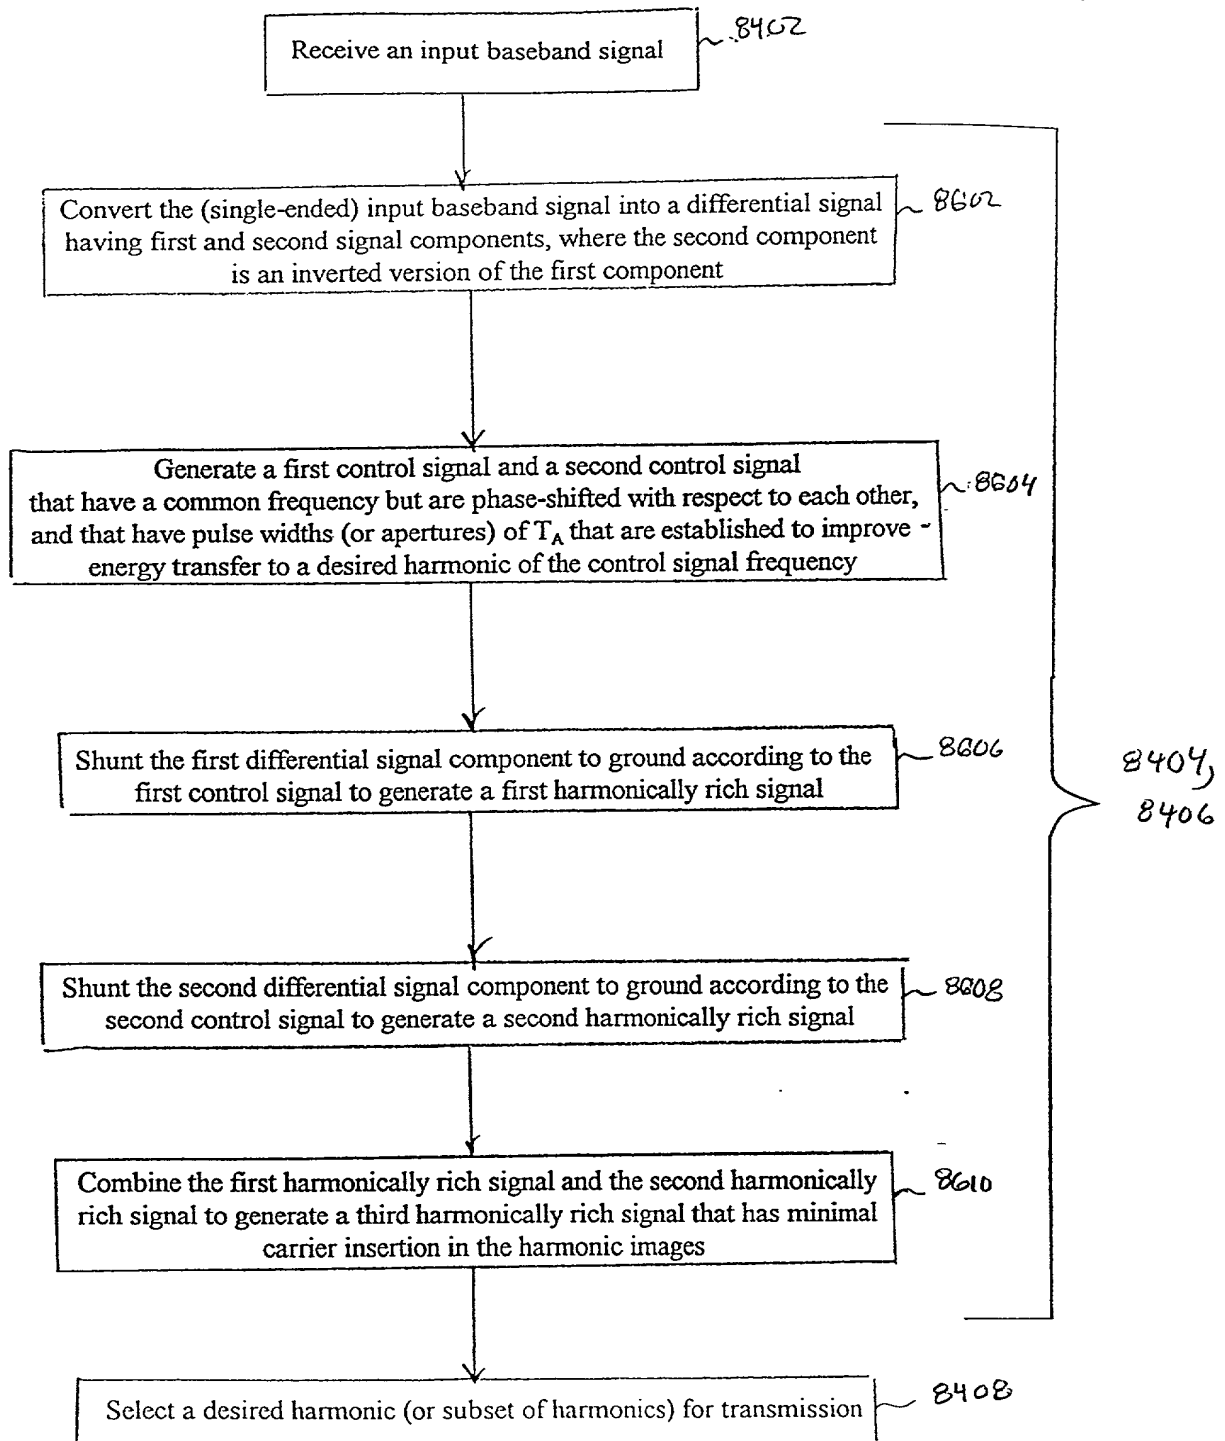 Receive an input baseband signal
8402
Convert the (single-ended) input baseband signal into a differential signal
having first and second signal components, where the second component
is an inverted version of the first component
8602
Generate a first control signal and a second control signal
that have a common frequency but are phase-shifted with respect to each other,
and that have pulse widths (or apertures) of T_A that are established to improve
energy transfer to a desired harmonic of the control signal frequency
8604
Shunt the first differential signal component to ground according to the
first control signal to generate a first harmonically rich signal
8606
8404,
8406
Shunt the second differential signal component to ground according to the
second control signal to generate a second harmonically rich signal
8608
Combine the first harmonically rich signal and the second harmonically
rich signal to generate a third harmonically rich signal that has minimal
carrier insertion in the harmonic images
8610
Select a desired harmonic (or subset of harmonics) for transmission
8408